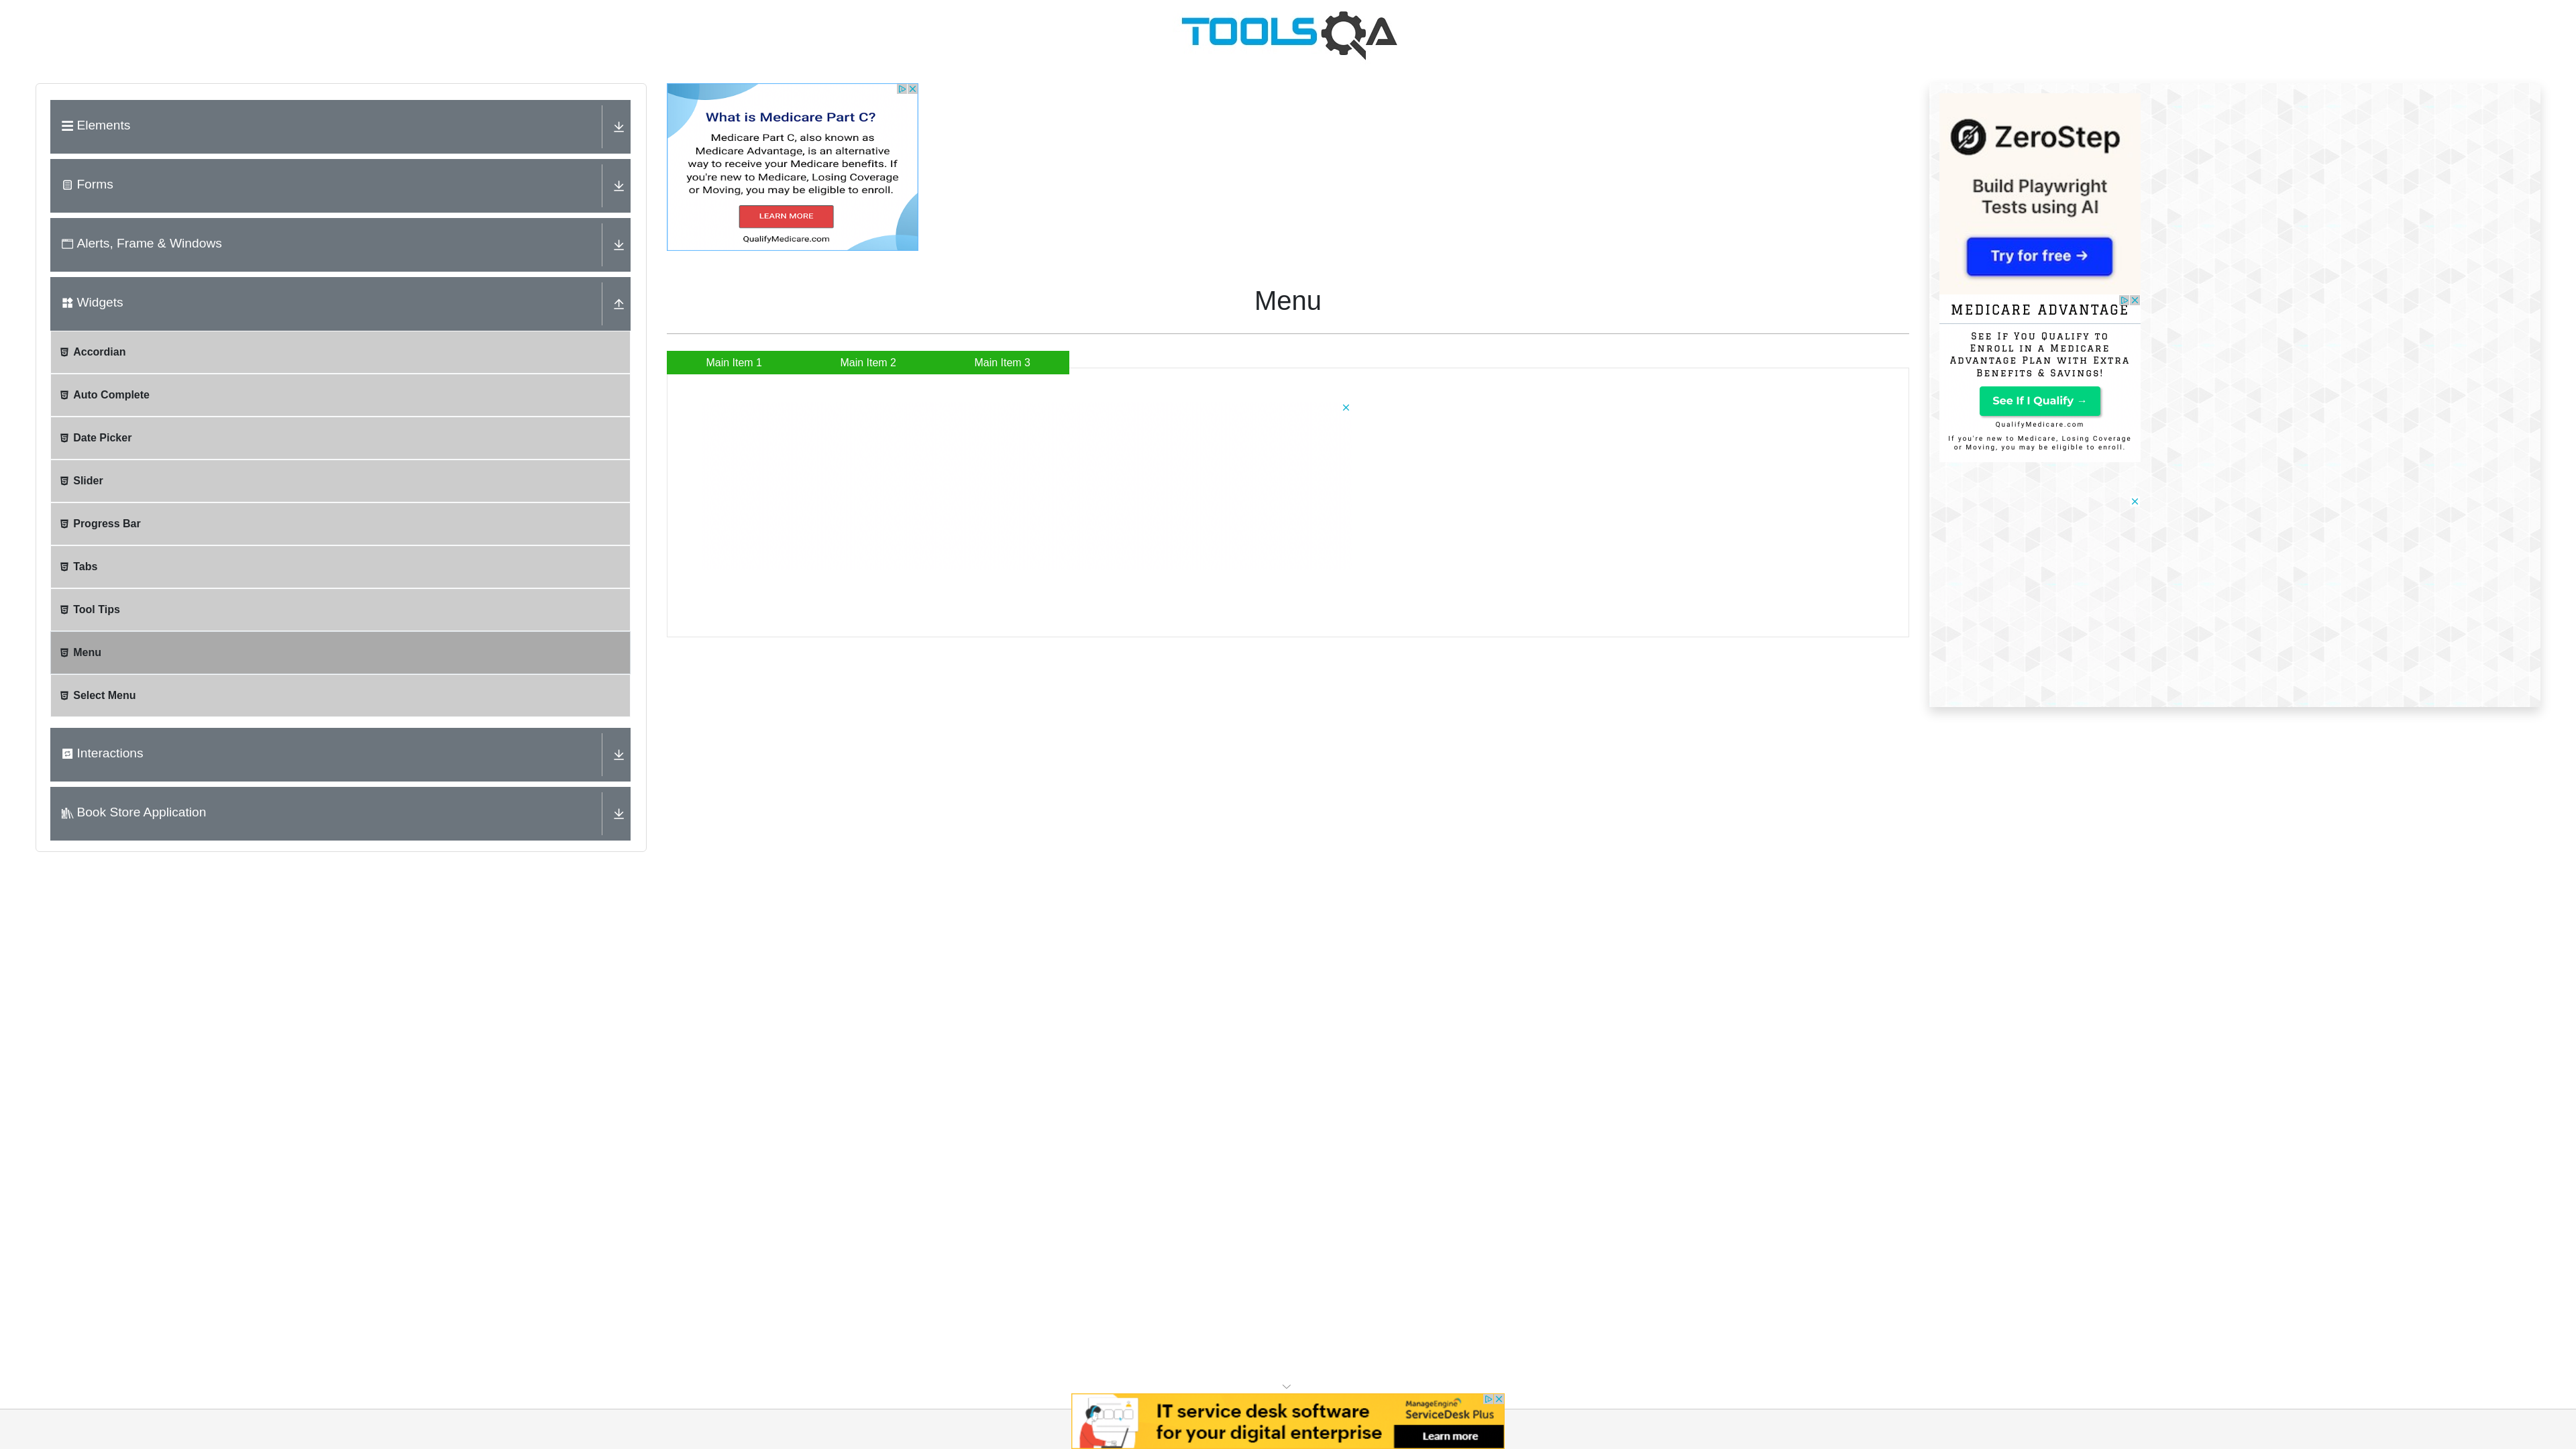 TOOLSQA
Elements
Forms
Alerts, Frame & Windows
Widgets
Accordian
Auto Complete
Date Picker
Slider
Progress Bar
Tabs
Tool Tips
Menu
Select Menu
Interactions
Book Store Application
What is Medicare Part C?
Medicare Part C, also known as
Medicare Advantage, is an alternative
way to receive your Medicare benefits. If
you're new to Medicare, Losing Coverage
or Moving, you may be eligible to enroll.
LEARN MORE
QualifyMedicare.com
Menu
Main Item 1
Main Item 2
Main Item 3
ZeroStep
Build Playwright
Tests using AI
Try for free →
MEDICARE ADVANTAGE
See If You Qualify to
Enroll in a Medicare
Advantage Plan with Extra
Benefits & Savings!
See If I Qualify →
QualifyMedicare.com
If you're new to Medicare, Losing Coverage
or Moving, you may be eligible to enroll.
IT service desk software
for your digital enterprise
ManageEngine
ServiceDesk Plus
Learn more